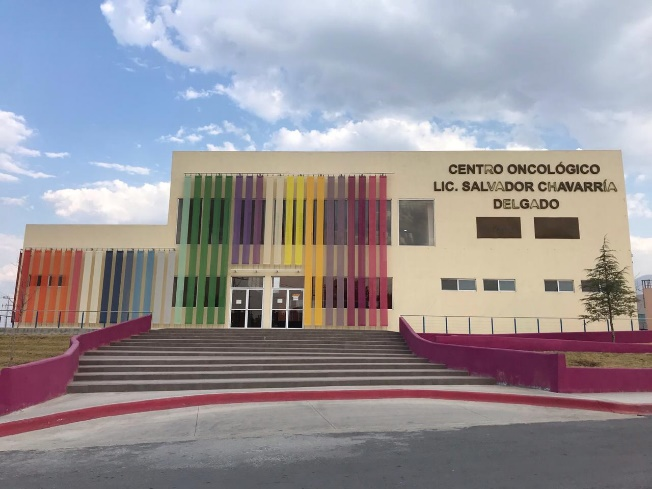 CENTRO ONCOLÓGICO
LIC. SALVADOR CHAVARRÍA
DELGADO